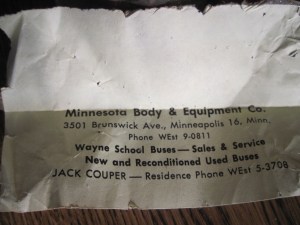 Minnesota Body & Equipment Co.
3501 Brunswick Ave., Minneapolis 16, Minn.
Phone WEst 9-0811
Wayne School Buses — Sales & Service
New and Reconditioned Used Buses
JACK COUPER — Residence Phone WEst 5-3708